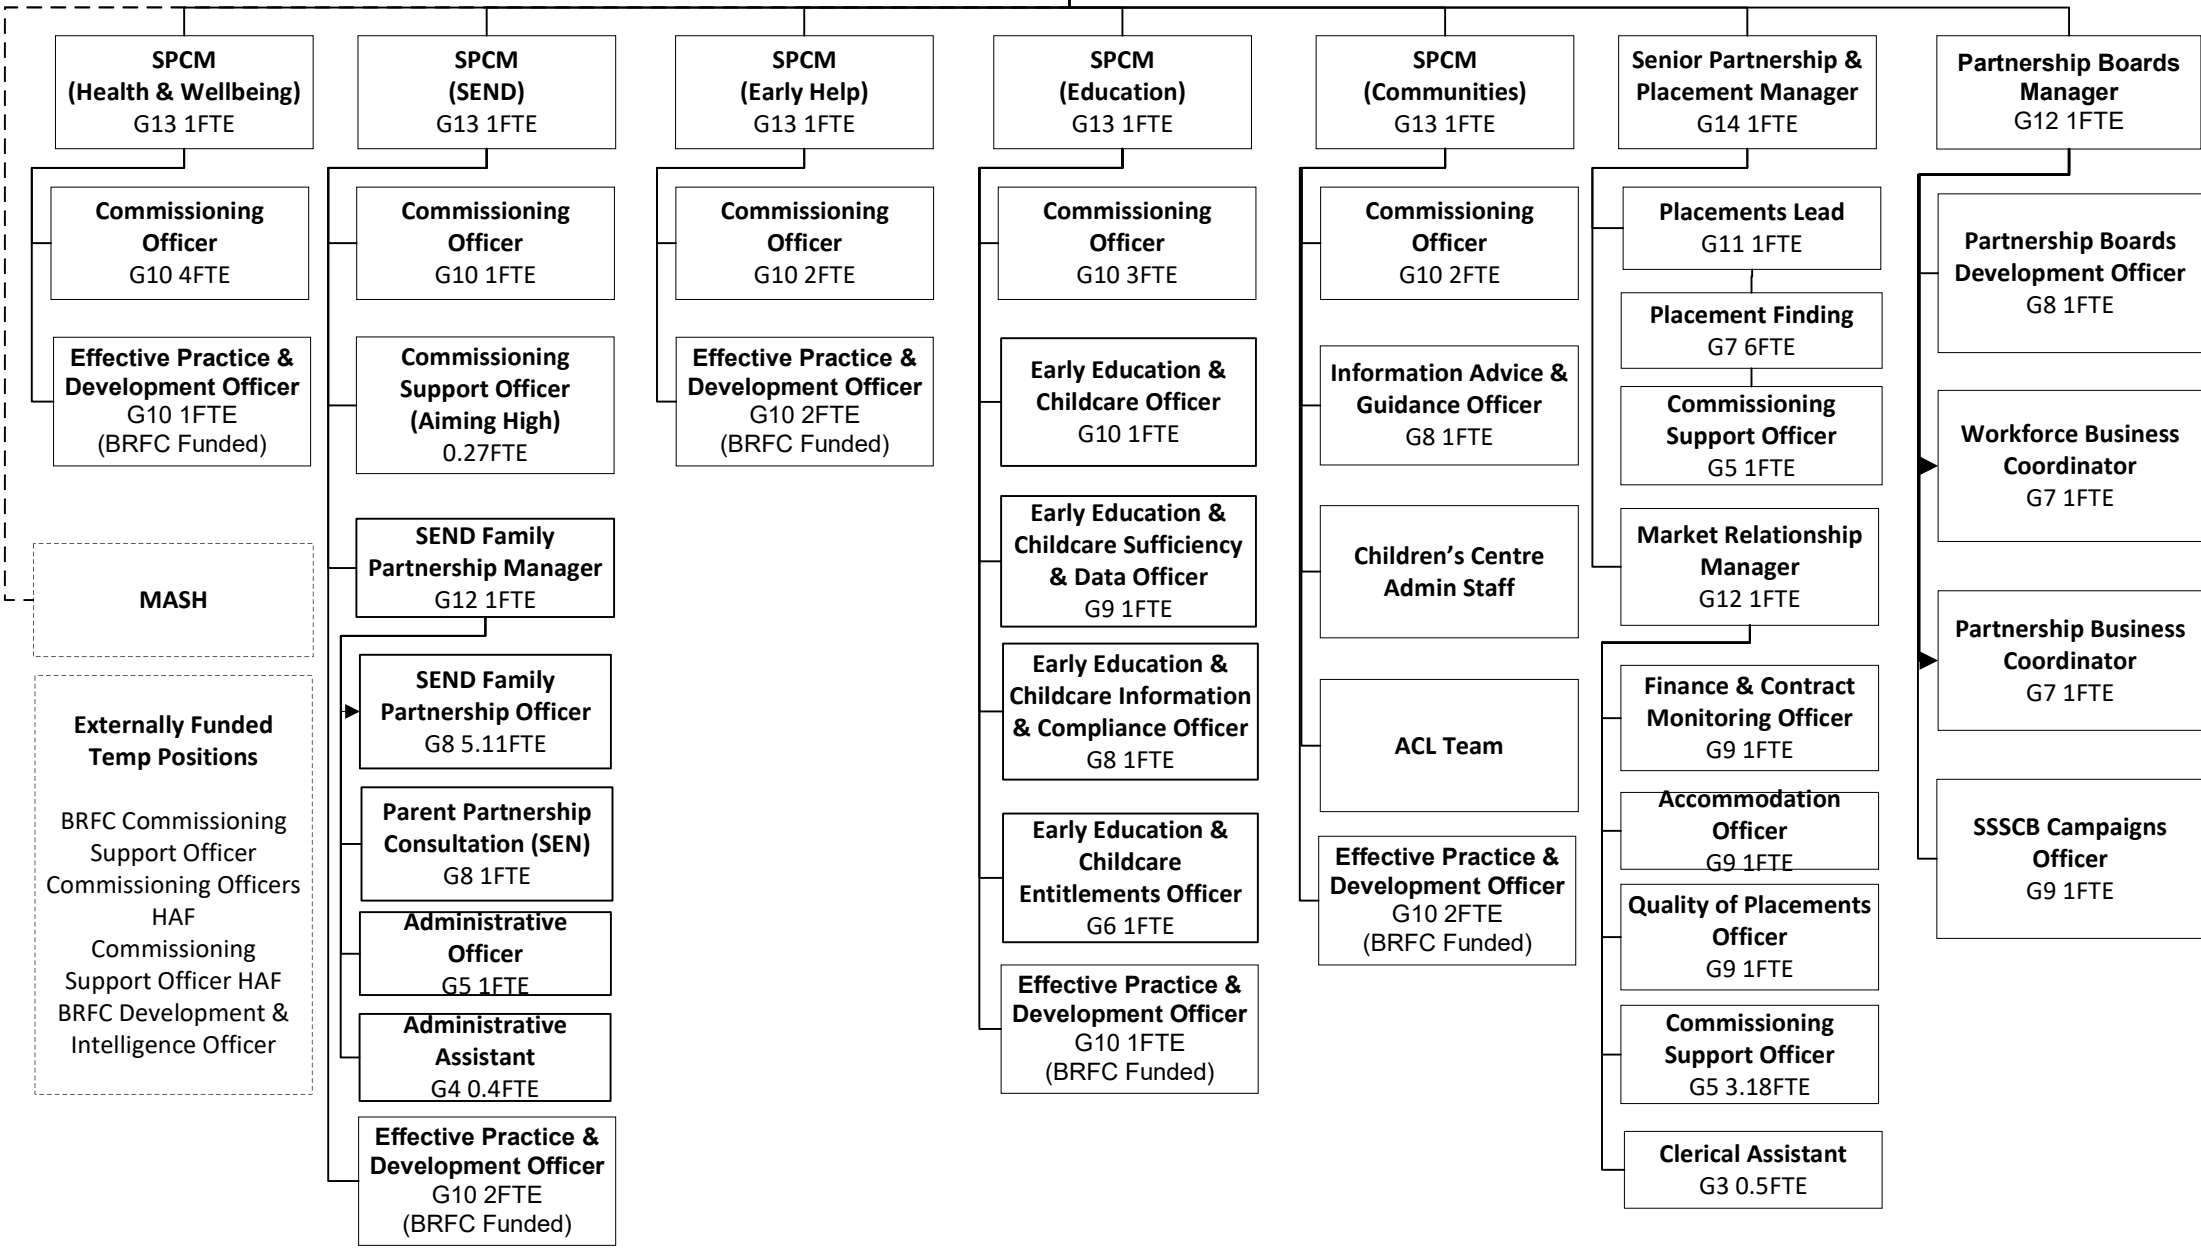 SPCM
(Health & Wellbeing)
G13 1FTE
Commissioning
Officer
G10 4FTE
Effective Practice &
Development Officer
G10 1FTE
(BRFC Funded)
MASH
Externally Funded
Temp Positions
BRFC Commissioning
Support Officer
Commissioning Officers
HAF
Commissioning
Support Officer HAF
BRFC Development &
Intelligence Officer
SPCM
(SEND)
G13 1FTE
Commissioning
Officer
G10 1FTE
Commissioning
Support Officer
(Aiming High)
0.27FTE
SEND Family
Partnership Manager
G12 1FTE
SEND Family
Partnership Officer
G8 5.11FTE
Parent Partnership
Consultation (SEN)
G8 1FTE
Administrative
Officer
G5 1FTE
Administrative
Assistant
G4 0.4FTE
Effective Practice &
Development Officer
G10 2FTE
(BRFC Funded)
SPCM
(Early Help)
G13 1FTE
Commissioning
Officer
G10 2FTE
Effective Practice &
Development Officer
G10 2FTE
(BRFC Funded)
SPCM
(Education)
G13 1FTE
Commissioning
Officer
G10 3FTE
Early Education &
Childcare Officer
G10 1FTE
Early Education &
Childcare Sufficiency
& Data Officer
G9 1FTE
Early Education &
Childcare Information
& Compliance Officer
G8 1FTE
Early Education &
Childcare
Entitlements Officer
G6 1FTE
Effective Practice &
Development Officer
G10 1FTE
(BRFC Funded)
SPCM
(Communities)
G13 1FTE
Commissioning
Officer
G10 2FTE
Information Advice &
Guidance Officer
G8 1FTE
Children’s Centre
Admin Staff
ACL Team
Effective Practice &
Development Officer
G10 2FTE
(BRFC Funded)
Senior Partnership &
Placement Manager
G14 1FTE
Placements Lead
G11 1FTE
Placement Finding
G7 6FTE
Commissioning
Support Officer
G5 1FTE
Market Relationship
Manager
G12 1FTE
Finance & Contract
Monitoring Officer
G9 1FTE
Accommodation
Officer
G9 1FTE
Quality of Placements
Officer
G9 1FTE
Commissioning
Support Officer
G5 3.18FTE
Clerical Assistant
G3 0.5FTE
Partnership Boards
Manager
G12 1FTE
Partnership Boards
Development Officer
G8 1FTE
Workforce Business
Coordinator
G7 1FTE
Partnership Business
Coordinator
G7 1FTE
SSSCB Campaigns
Officer
G9 1FTE